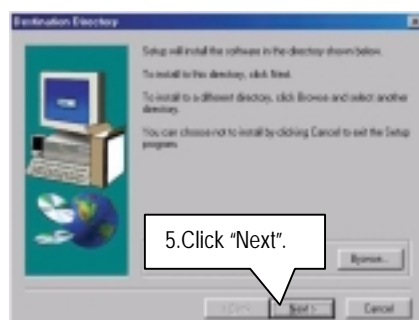 Destination Directory
Setup will install the software in the directory shown below.
To install to this directory, click Next.
To install to a different directory, click Browse and select another
directory.
You can choose not to install by clicking Cancel to exit the Setup
program.
5.Click “Next”.
Browse...
< Back
Next >
Cancel